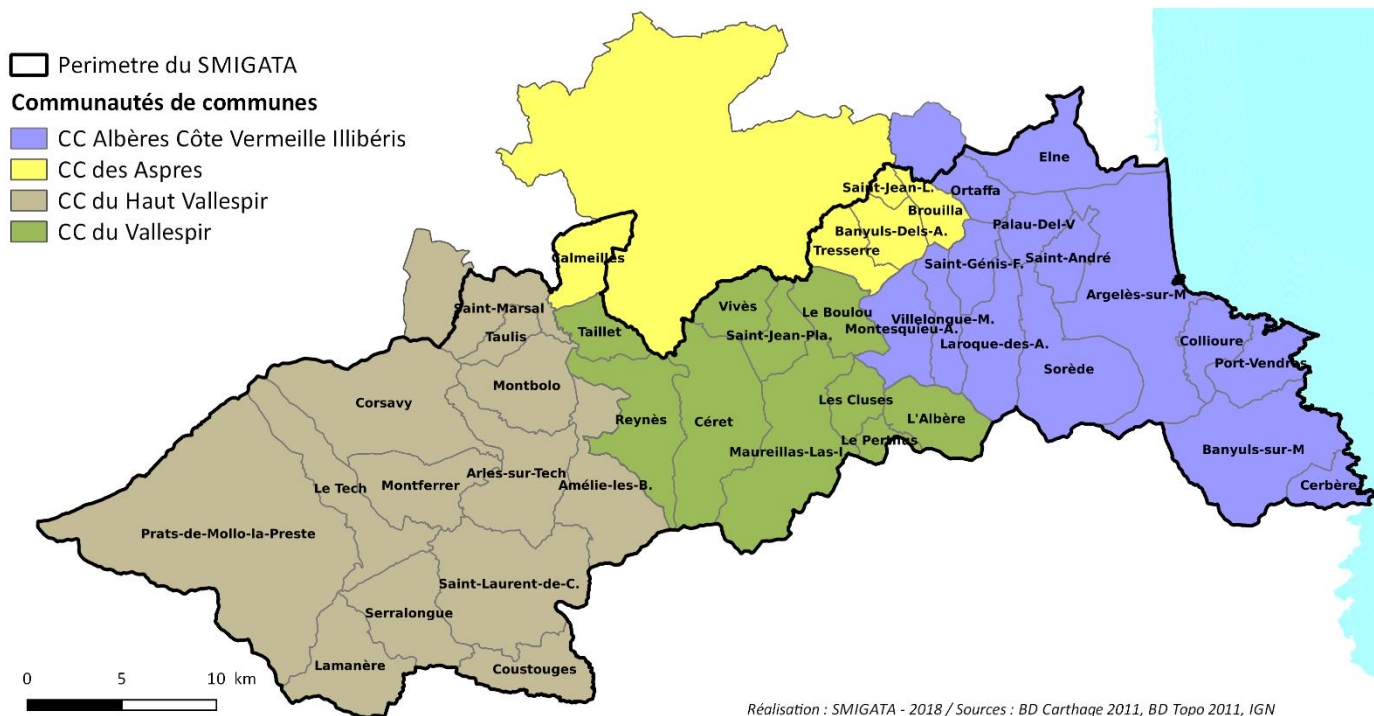 Perimetre du SMIGATA
Communautés de communes
CC Albères Côte Vermeille Illibéris
CC des Aspres
CC du Haut Vallespir
CC du Vallespir
Elne
Saint-Jean-L.
Ortaffa
Brouilla
Palau-Del-V
Banyuls-Dels-A.
Tresserre
Calmeilles
Saint-Génis-F.
Saint-André
Argelès-sur-M
Saint-Marsal
Vivès
Le Boulou
Villelongue-M.
Taillet
Taulis
Saint-Jean-Pla.
Montesquieu-A.
Laroque-des-A.
Collioure
Port-Vendres
Sorède
Montbolo
Corsavy
Les Cluses
L'Albère
Reynès
Céret
Le Perthus
Maureillas-Las-I
Banyuls-sur-M
Cerbère
Arles-sur-Tech
Le Tech
Montferrer
Amélie-les-B.
Prats-de-Mollo-la-Preste
Saint-Laurent-de-C.
Serralongue
Lamanère
Coustouges
0 5 10 km
Réalisation : SMIGATA - 2018 / Sources : BD Carthage 2011, BD Topo 2011, IGN